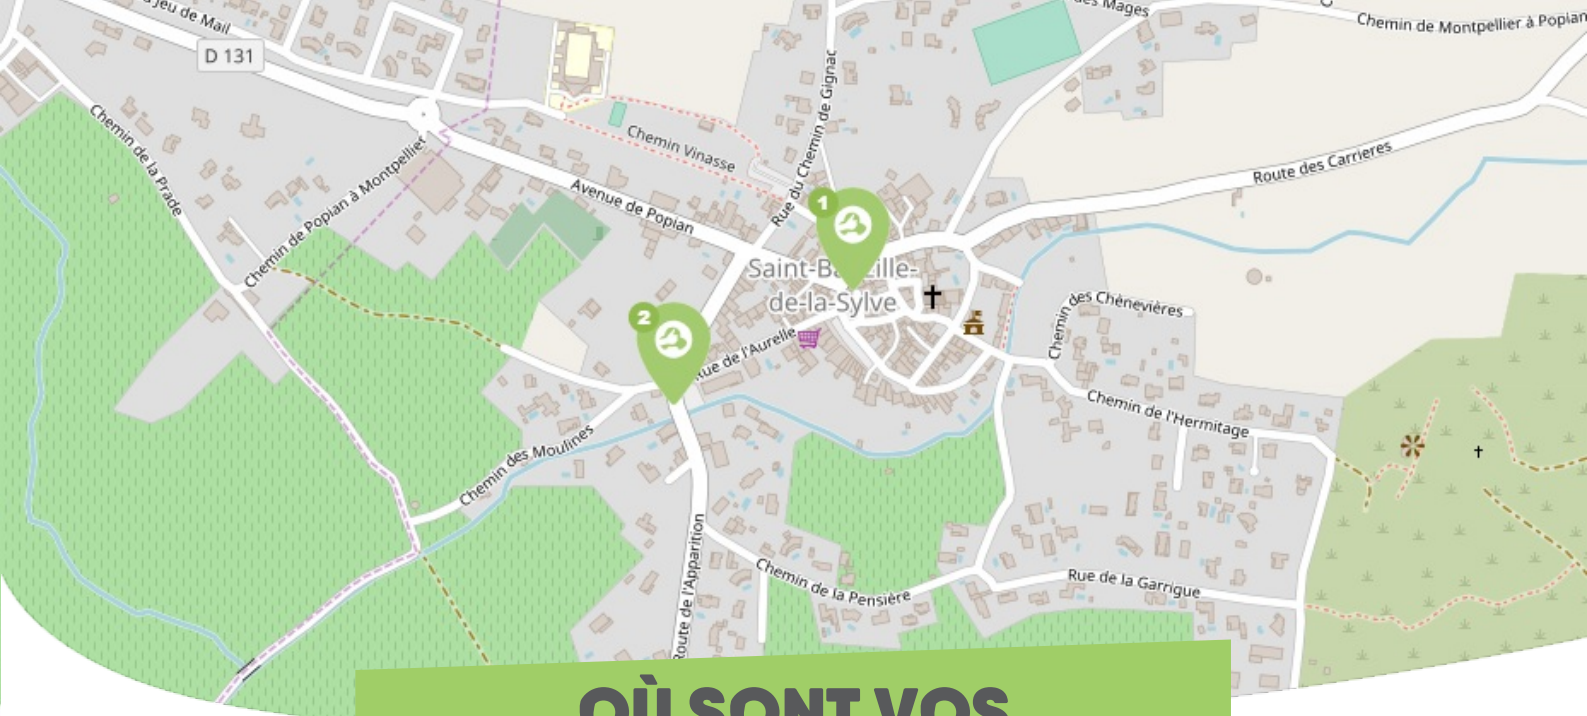 Jeu de Mail
des Mages
Chemin de Montpellier à Popian
D 131
Rue du Chemin de Gignac
Chemin de la Prade
Chemin Vinasse
Chemin de Popian à Montpellier
Route des Carrieres
Avenue de Popian
1
Saint-Ba ille-
de-la-Sylve
2
Chemin des Chènevières
Rue de l'Aurelle
Chemin de l'Hermitage
Chemin des Moulines
Route de l'Apparition
Chemin de la Pensière
Rue de la Garrigue
OÙ SONT VOS